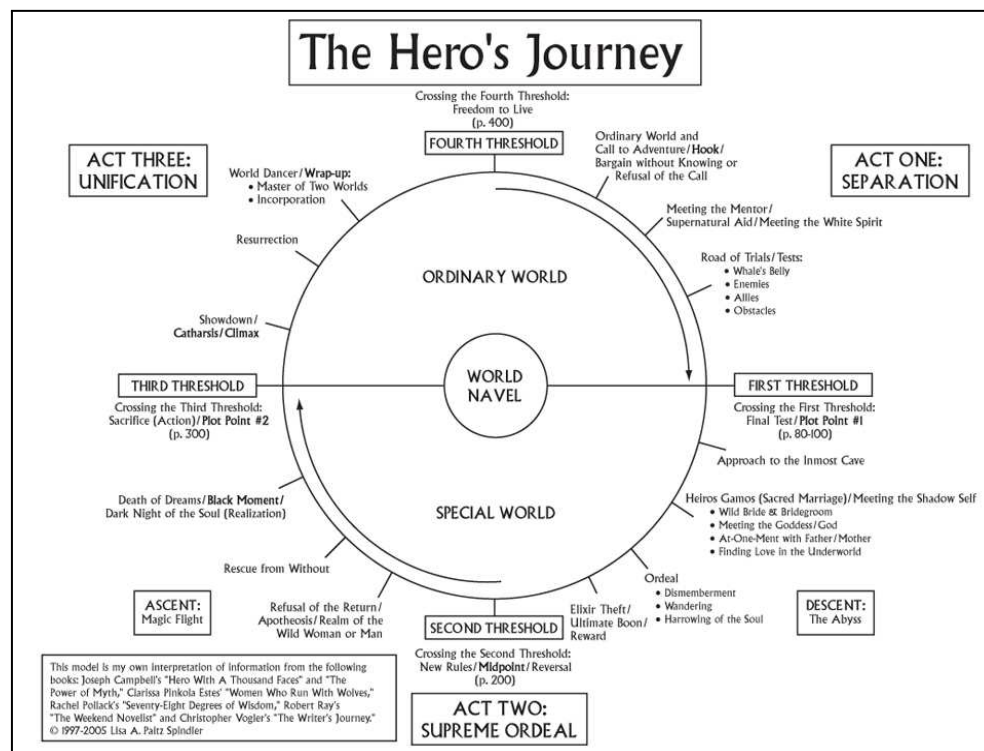 The Hero's Journey
Crossing the Fourth Threshold:
Freedom to Live
(p. 400)
FOURTH THRESHOLD
ACT ONE:
SEPARATION
Ordinary World and
Call to Adventure/Hook/
Bargain without Knowing or
Refusal of the Call
Meeting the Mentor/
Supernatural Aid/Meeting the White Spirit
Road of Trials/Tests:
• Whale's Belly
• Enemies
• Allies
• Obstacles
FIRST THRESHOLD
Crossing the First Threshold:
Final Test/Plot Point #1
(p. 80-100)
Approach to the Inmost Cave
Heiros Gamos (Sacred Marriage)/Meeting the Shadow Self
• Wild Bride & Bridegroom
• Meeting the Goddess/God
• At-One-Ment with Father/Mother
• Finding Love in the Underworld
Ordeal
• Dismemberment
• Wandering
• Harrowing of the Soul
DESCENT:
The Abyss
Elixir Theft/
Ultimate Boon/
Reward
SECOND THRESHOLD
Crossing the Second Threshold:
New Rules/Midpoint/Reversal
(p. 200)
ACT TWO:
SUPREME ORDEAL
Refusal of the Return/
Apotheosis/Realm of the
Wild Woman or Man
Rescue from Without
ASCENT:
Magic Flight
Death of Dreams/Black Moment/
Dark Night of the Soul (Realization)
THIRD THRESHOLD
Crossing the Third Threshold:
Sacrifice (Action)/Plot Point #2
(p. 300)
Showdown/
Catharsis/Climax
Resurrection
World Dancer/Wrap-up:
• Master of Two Worlds
• Incorporation
ACT THREE:
UNIFICATION
ORDINARY WORLD
WORLD
NAVEL
SPECIAL WORLD
This model is my own interpretation of information from the following
books: Joseph Campbell's "Hero With A Thousand Faces" and "The
Power of Myth," Clarissa Pinkola Estes' "Women Who Run With Wolves,"
Rachel Pollack's "Seventy-Eight Degrees of Wisdom," Robert Ray's
"The Weekend Novelist" and Christopher Vogler's "The Writer's Journey."
© 1997-2005 Lisa A. Paitz Spindler